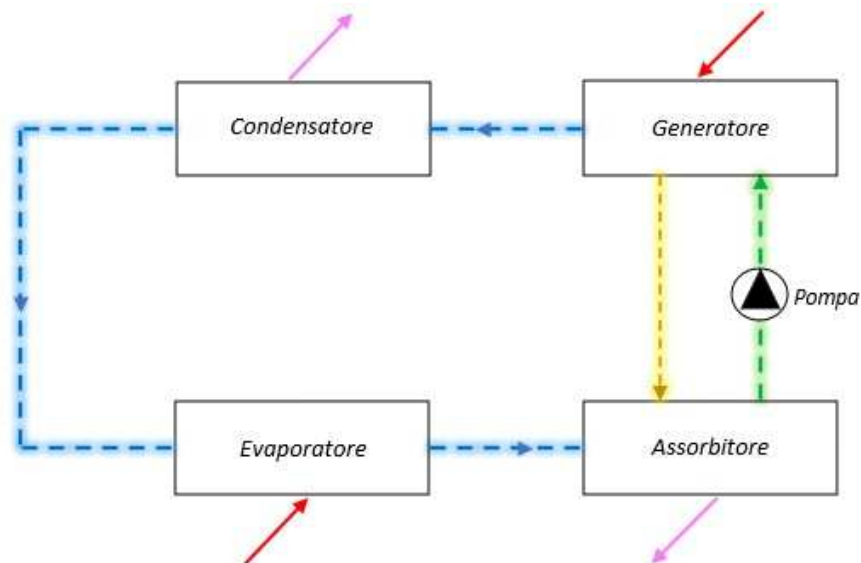 Condensatore
Generatore
Pompa
Evaporatore
Assorbitore